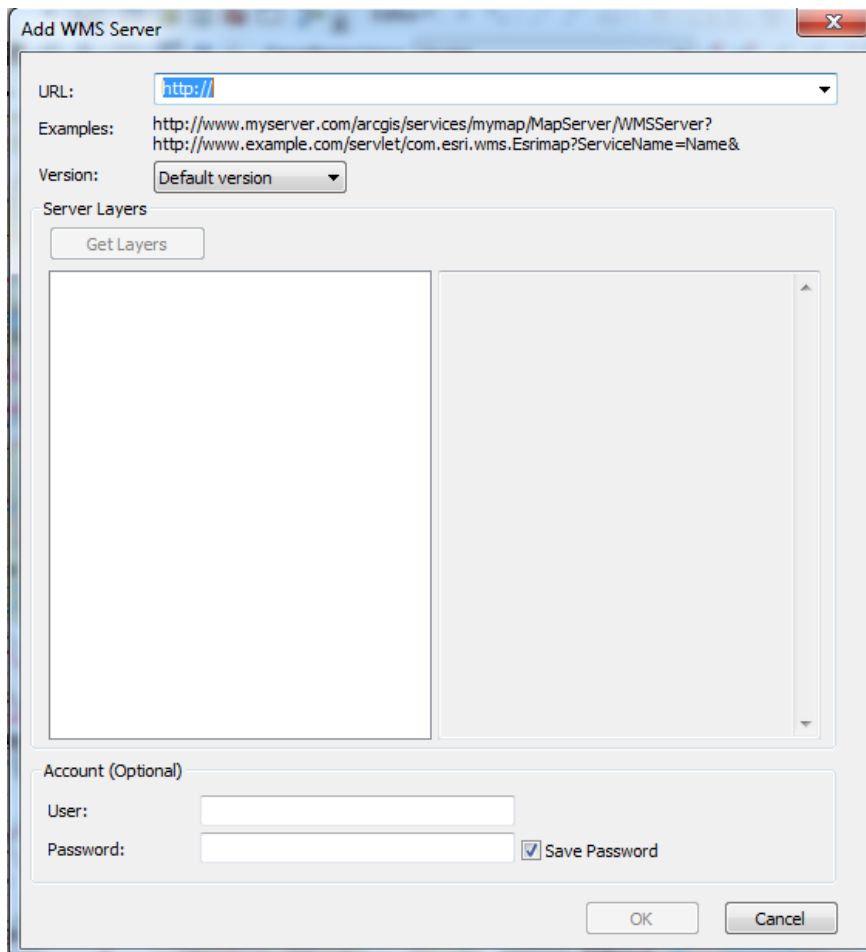 Add WMS Server
URL: http://
Examples: http://www.myserver.com/arcgis/services/mymap/MapServer/WMSServer?
http://www.example.com/servlet/com.esri.wms.Esrimap?ServiceName=Name&
Version: Default version
Server Layers
Get Layers
Account (Optional)
User:
Password: Save Password
OK Cancel